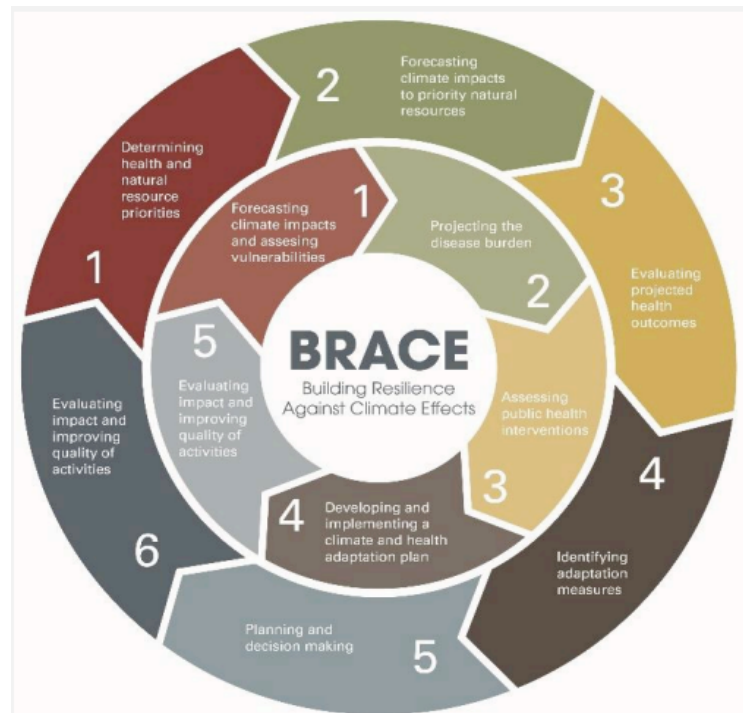 1
Determining
health and
natural
resource
priorities
2
Forecasting
climate impacts
to priority natural
resources
3
Evaluating
projected
health
outcomes
4
Identifying
adaptation
measures
5
Planning and
decision making
6
Evaluating
impact and
improving
quality of
activities
1
Forecasting
climate impacts
and assesing
vulnerabilities
2
Projecting the
disease burden
3
Assessing
public health
interventions
4
Developing and
implementing a
climate and health
adaptation plan
5
Evaluating
impact and
improving
quality of
activities
BRACE
Building Resilience
Against Climate Effects